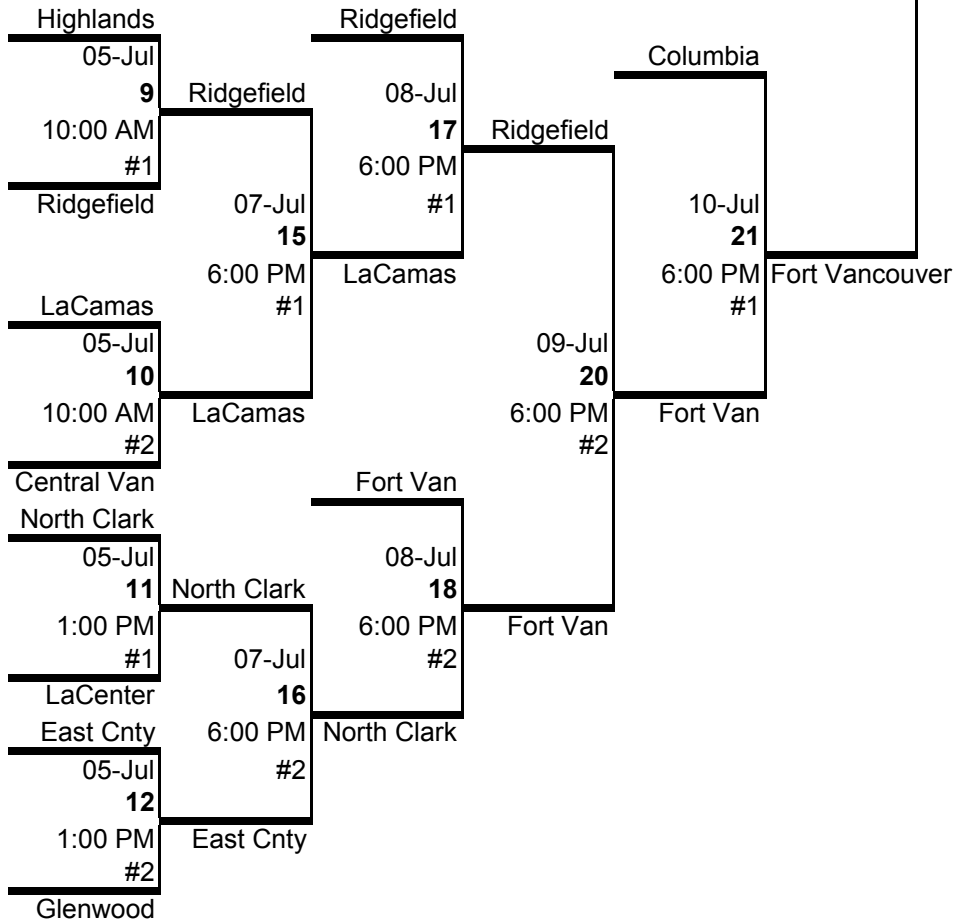 Highlands
05-Jul
9
10:00 AM
#1
Ridgefield
LaCamas
05-Jul
10
10:00 AM
#2
Central Van
North Clark
05-Jul
11
1:00 PM
#1
LaCenter
East Cnty
05-Jul
12
1:00 PM
#2
Glenwood
Ridgefield
07-Jul
15
6:00 PM
#1
LaCamas
North Clark
07-Jul
16
6:00 PM
#2
East Cnty
Ridgefield
08-Jul
17
6:00 PM
#1
LaCamas
Fort Van
08-Jul
18
6:00 PM
#2
North Clark
Ridgefield
09-Jul
20
6:00 PM
#2
Fort Van
Columbia
10-Jul
21
6:00 PM
#1
Fort Van
Fort Vancouver